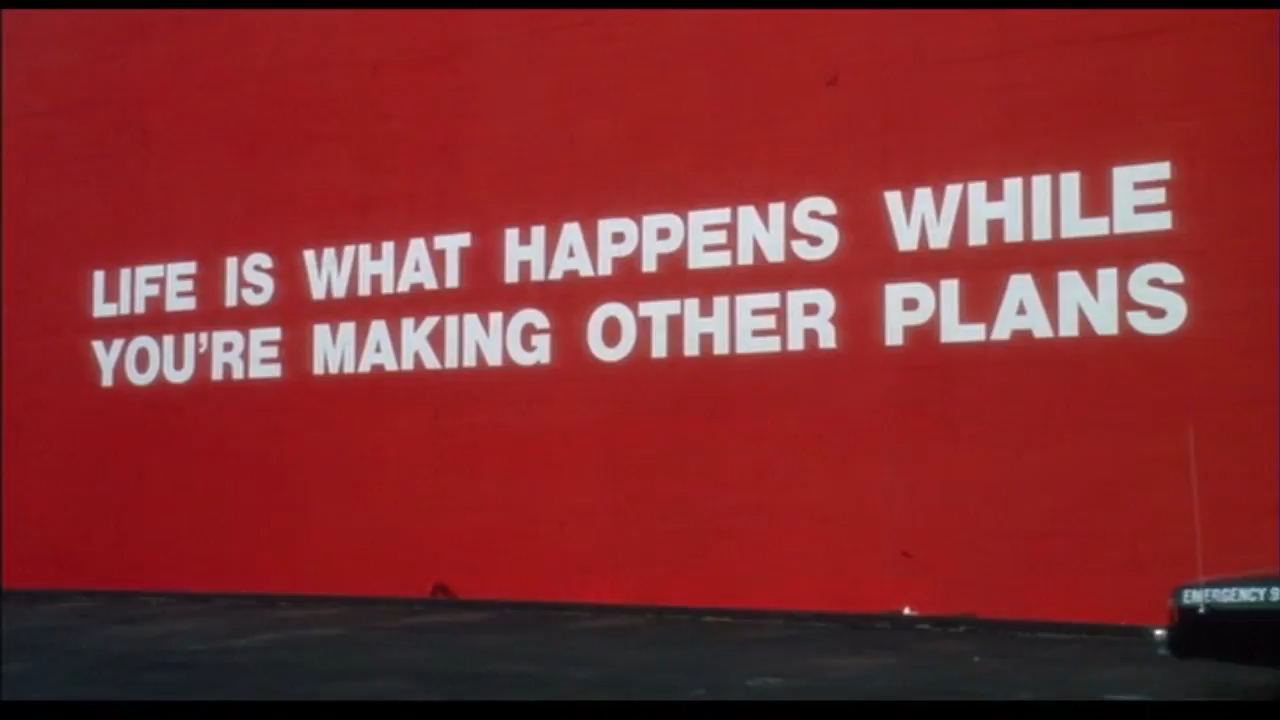 LIFE IS WHAT HAPPENS WHILE
YOU'RE MAKING OTHER PLANS
EMERGENCY